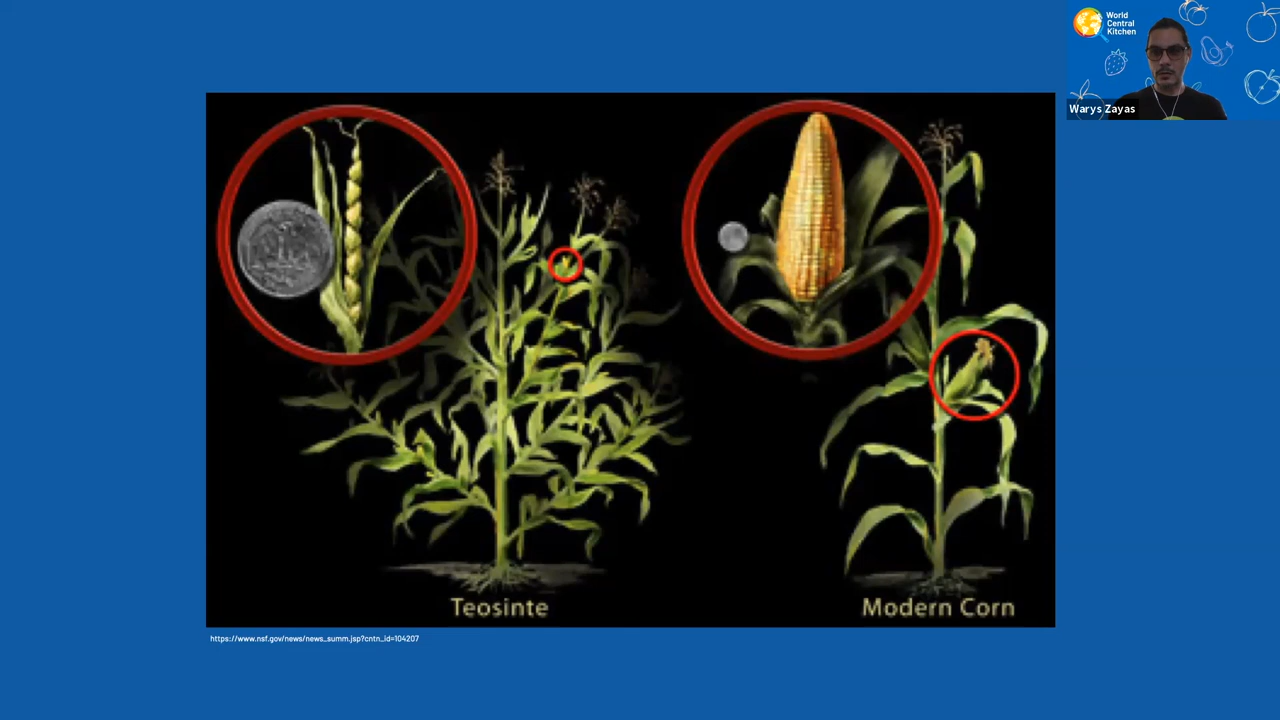 World
Central
Kitchen
Warys Zayas
Teosinte
Modern Corn
https://www.nsf.gov/news/news_summ.jsp?cntn_id=104207